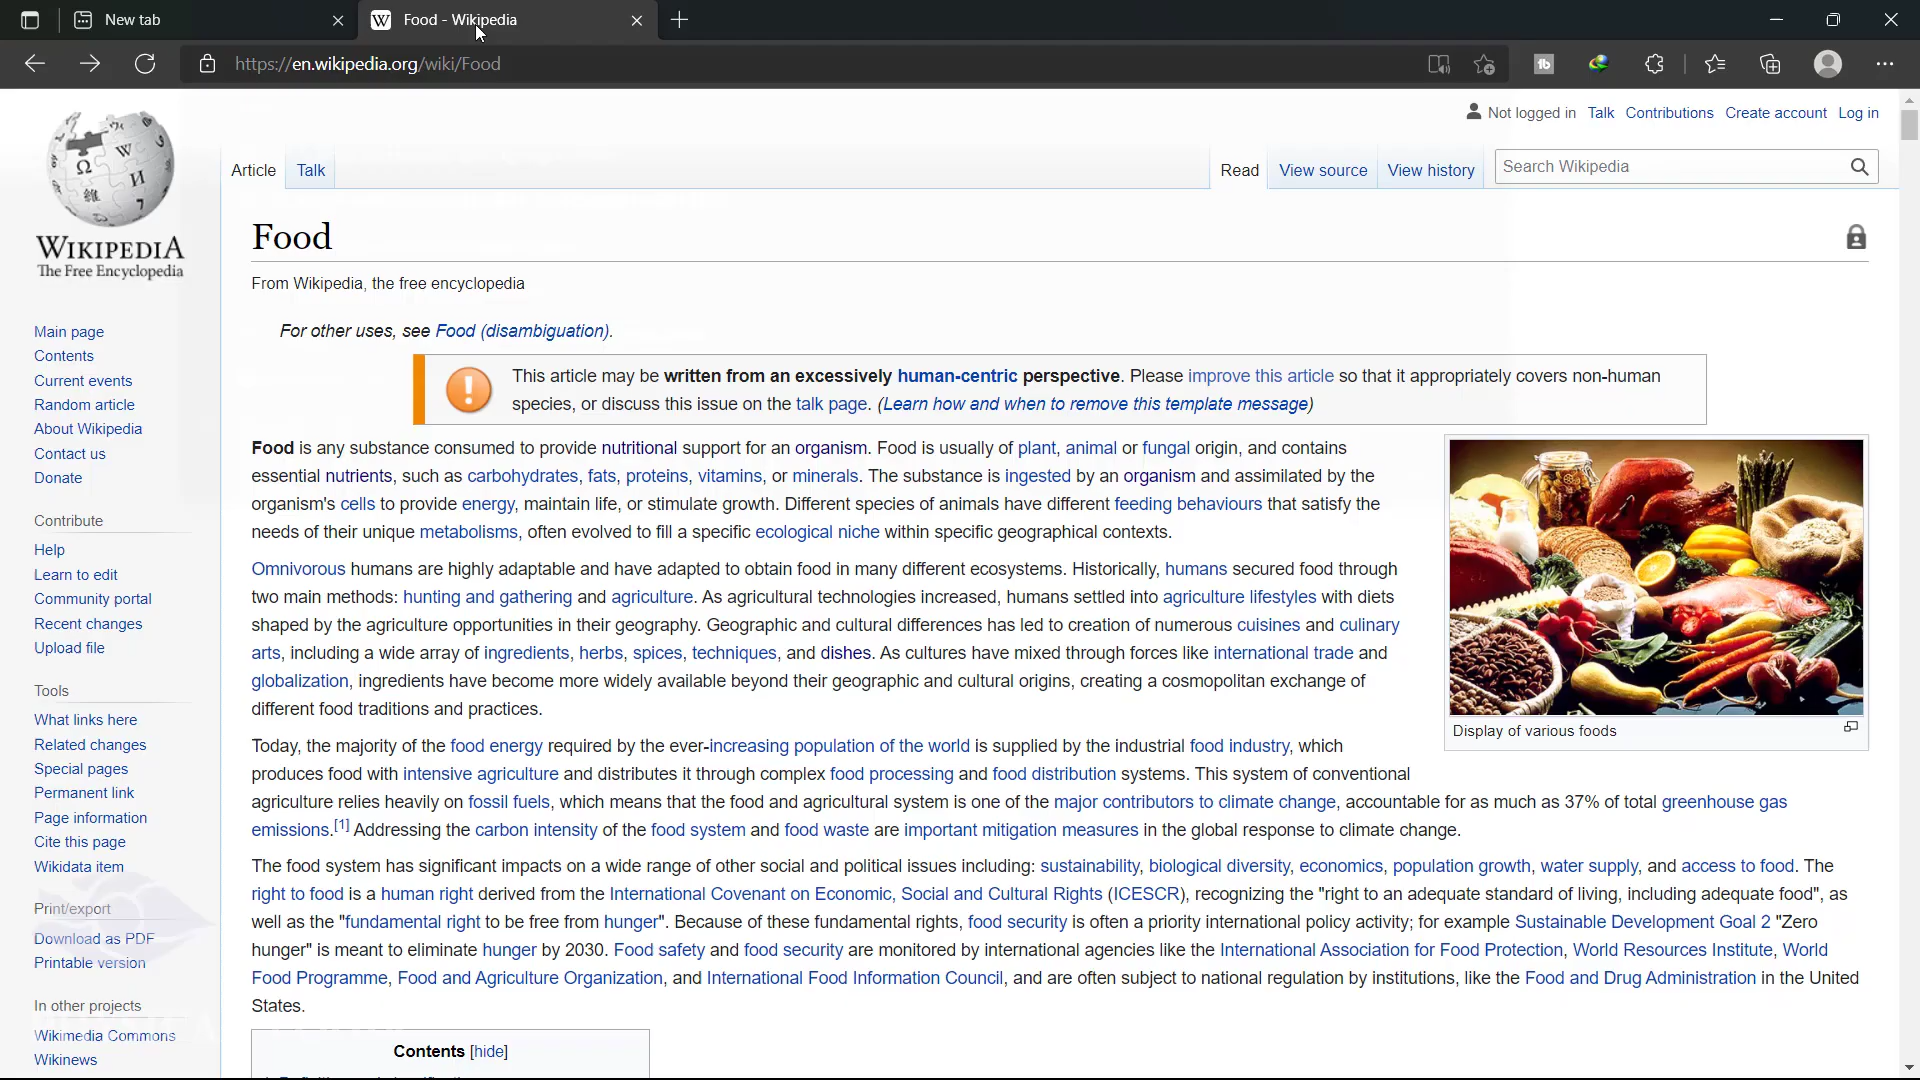 New tab
Food - Wikipedia
https://en.wikipedia.org/wiki/Food
Not logged in Talk Contributions Create account Log in
Article Talk Read View source View history Search Wikipedia
WIKIPEDIA
The Free Encyclopedia
Main page
Contents
Current events
Random article
About Wikipedia
Contact us
Donate
Contribute
Help
Learn to edit
Community portal
Recent changes
Upload file
Tools
What links here
Related changes
Special pages
Permanent link
Page information
Cite this page
Wikidata item
Print/export
Download as PDF
Printable version
In other projects
Wikimedia Commons
Wikinews
Food
From Wikipedia, the free encyclopedia
For other uses, see Food (disambiguation).
This article may be written from an excessively human-centric perspective. Please improve this article so that it appropriately covers non-human
species, or discuss this issue on the talk page. (Learn how and when to remove this template message)
Food is any substance consumed to provide nutritional support for an organism. Food is usually of plant, animal or fungal origin, and contains
essential nutrients, such as carbohydrates, fats, proteins, vitamins, or minerals. The substance is ingested by an organism and assimilated by the
organism's cells to provide energy, maintain life, or stimulate growth. Different species of animals have different feeding behaviours that satisfy the
needs of their unique metabolisms, often evolved to fill a specific ecological niche within specific geographical contexts.
Omnivorous humans are highly adaptable and have adapted to obtain food in many different ecosystems. Historically, humans secured food through
two main methods: hunting and gathering and agriculture. As agricultural technologies increased, humans settled into agriculture lifestyles with diets
shaped by the agriculture opportunities in their geography. Geographic and cultural differences has led to creation of numerous cuisines and culinary
arts, including a wide array of ingredients, herbs, spices, techniques, and dishes. As cultures have mixed through forces like international trade and
globalization, ingredients have become more widely available beyond their geographic and cultural origins, creating a cosmopolitan exchange of
different food traditions and practices.
Display of various foods
Today, the majority of the food energy required by the ever-increasing population of the world is supplied by the industrial food industry, which
produces food with intensive agriculture and distributes it through complex food processing and food distribution systems. This system of conventional
agriculture relies heavily on fossil fuels, which means that the food and agricultural system is one of the major contributors to climate change, accountable for as much as 37% of total greenhouse gas
emissions.[1] Addressing the carbon intensity of the food system and food waste are important mitigation measures in the global response to climate change.
The food system has significant impacts on a wide range of other social and political issues including: sustainability, biological diversity, economics, population growth, water supply, and access to food. The
right to food is a human right derived from the International Covenant on Economic, Social and Cultural Rights (ICESCR), recognizing the "right to an adequate standard of living, including adequate food", as
well as the "fundamental right to be free from hunger". Because of these fundamental rights, food security is often a priority international policy activity; for example Sustainable Development Goal 2 "Zero
hunger" is meant to eliminate hunger by 2030. Food safety and food security are monitored by international agencies like the International Association for Food Protection, World Resources Institute, World
Food Programme, Food and Agriculture Organization, and International Food Information Council, and are often subject to national regulation by institutions, like the Food and Drug Administration in the United
States.
Contents [hide]